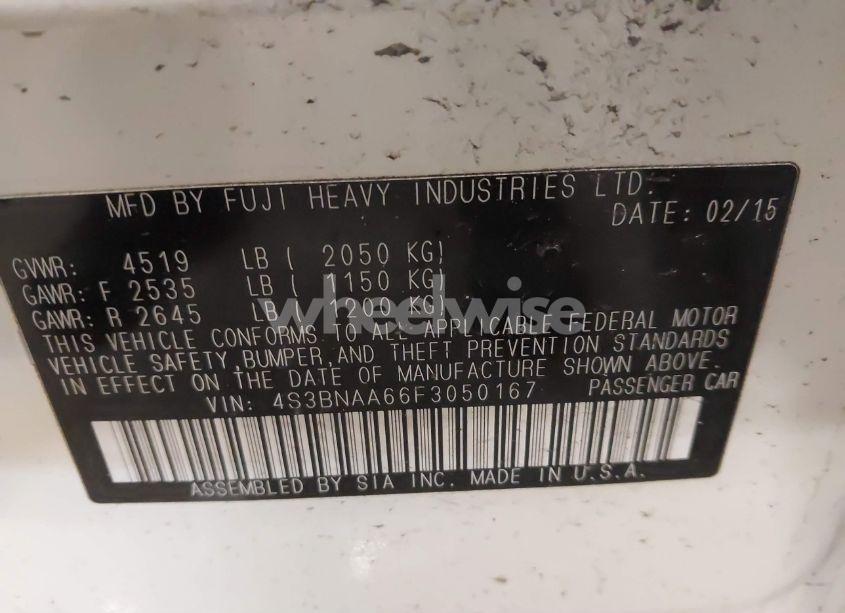 MFD BY FUJI HEAVY INDUSTRIES LTD.
DATE: 02/15
GVWR: 4519 LB ( 2050 KG)
GAWR: F 2535 LB ( 1150 KG)
GAWR: R 2645 LB ( 1200 KG)
wheelwise
THIS VEHICLE CONFORMS TO ALL APPLICABLE FEDERAL MOTOR
VEHICLE SAFETY,BUMPER,AND THEFT PREVENTION STANDARDS
IN EFFECT ON THE DATE OF MANUFACTURE SHOWN ABOVE.
VIN: 4S3BNAA66F3050167 PASSENGER CAR
ASSEMBLED BY SIA INC. MADE IN U.S.A.